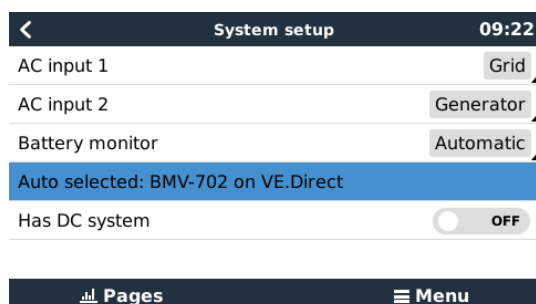 System setup 09:22
AC input 1 Grid
AC input 2 Generator
Battery monitor Automatic
Auto selected: BMV-702 on VE.Direct
Has DC system OFF
Pages Menu